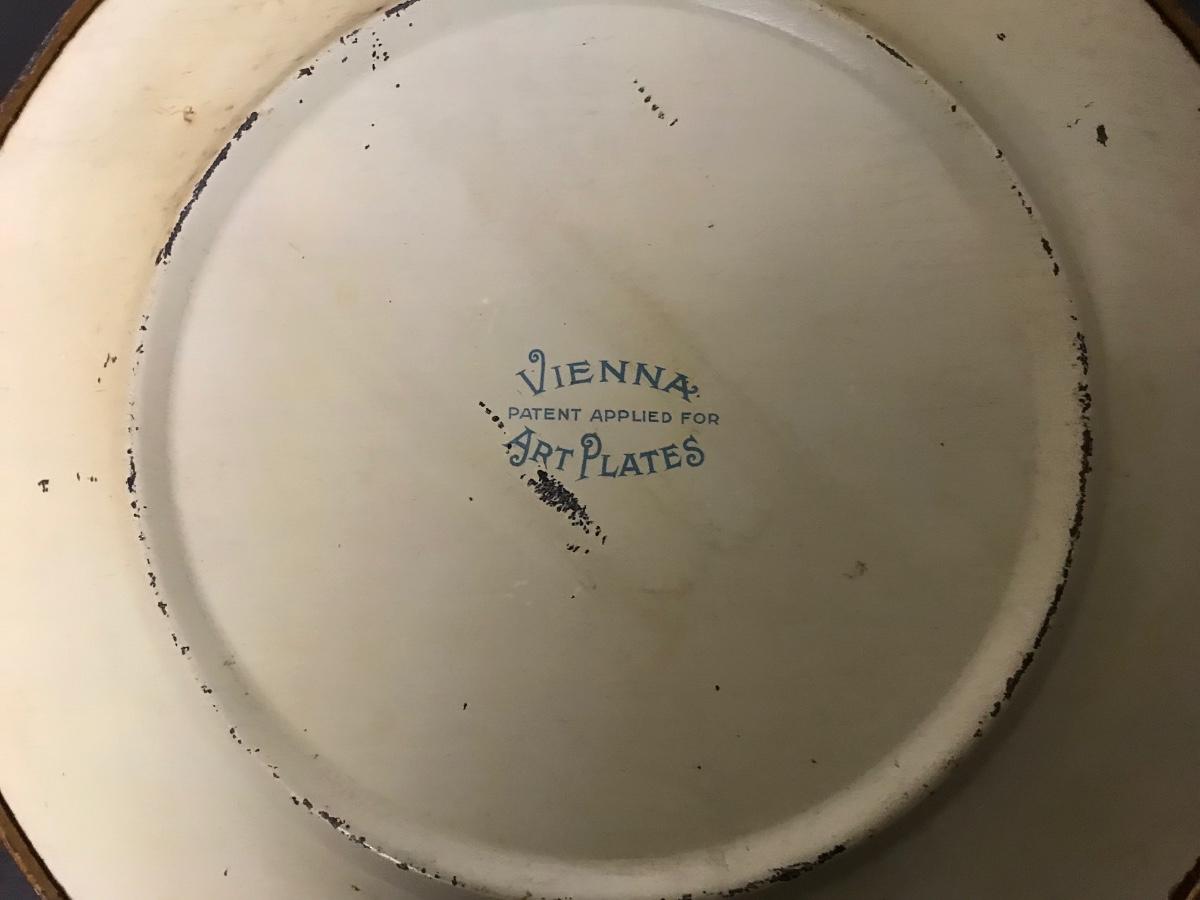 VIENNA
PATENT APPLIED FOR
ART PLATES